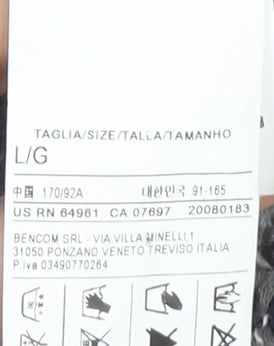 TAGLIA/SIZE/TALLA/TAMANHO
L/G
中国 170/92A 대한민국 91-165
US RN 64961 CA 07697 20080183
BENCOM SRL - VIA VILLA MINELLI,1
31050 PONZANO VENETO TREVISO ITALIA
P.iva 03490770264